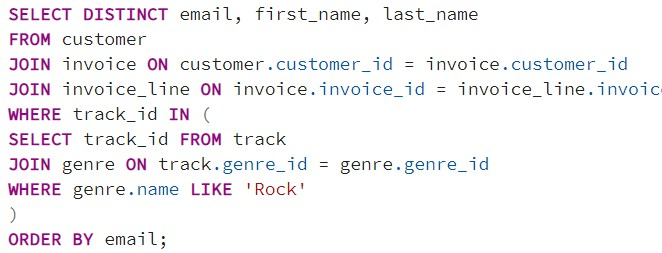 SELECT DISTINCT email, first_name, last_name
FROM customer
JOIN invoice ON customer.customer_id = invoice.customer_id
JOIN invoice_line ON invoice.invoice_id = invoice_line.invoic
WHERE track_id IN (
SELECT track_id FROM track
JOIN genre ON track.genre_id = genre.genre_id
WHERE genre.name LIKE 'Rock'
)
ORDER BY email;